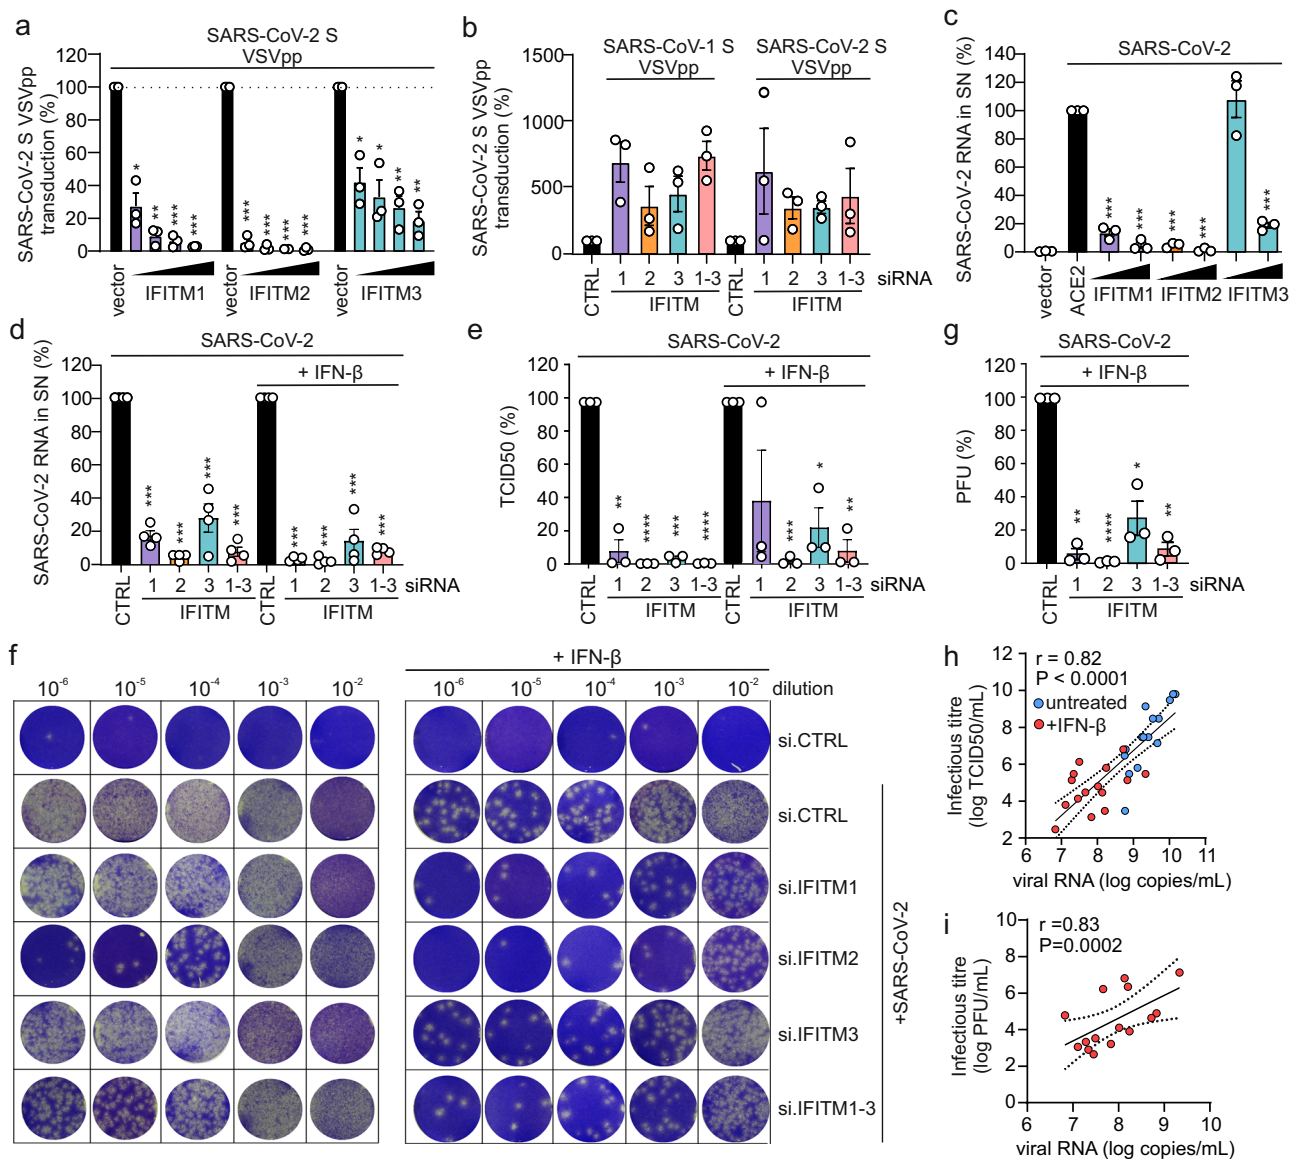 a
SARS-CoV-2 S
VSVpp
SARS-CoV-2 S VSVpp
transduction (%)
120
100
80
60
40
20
0
* ** *** ***
*** *** *** ***
* * ** **
vector
IFITM1
vector
IFITM2
vector
IFITM3
b
SARS-CoV-1 S
VSVpp
SARS-CoV-2 S
VSVpp
SARS-CoV-2 S VSVpp
transduction (%)
1500
1000
500
0
CTRL 1 2 3 1-3 CTRL 1 2 3 1-3 siRNA
IFITM
IFITM
c
SARS-CoV-2
SARS-CoV-2 RNA in SN (%)
140
120
100
80
60
40
20
0
*** *** *** *** ***
vector
ACE2
IFITM1
IFITM2
IFITM3
d
SARS-CoV-2
+ IFN-β
SARS-CoV-2 RNA in SN (%)
120
100
80
60
40
20
0
*** *** *** *** *** *** *** ***
CTRL 1 2 3 1-3 CTRL 1 2 3 1-3 siRNA
IFITM
IFITM
e
SARS-CoV-2
+ IFN-β
TCID50 (%)
120
100
80
60
40
20
0
** **** *** **** *** * **
CTRL 1 2 3 1-3 CTRL 1 2 3 1-3 siRNA
IFITM
IFITM
g
SARS-CoV-2
+ IFN-β
PFU (%)
120
100
80
60
40
20
0
** **** * **
CTRL 1 2 3 1-3 siRNA
IFITM
f
+ IFN-β
10-6 10-5 10-4 10-3 10-2 10-6 10-5 10-4 10-3 10-2 dilution
si.CTRL
si.CTRL
si.IFITM1
si.IFITM2
si.IFITM3
si.IFITM1-3
+SARS-CoV-2
h
r = 0.82
P < 0.0001
untreated
+IFN-β
Infectious titre
(log TCID50/mL)
12
10
8
6
4
2
6 7 8 9 10 11
viral RNA (log copies/mL)
i
r =0.83
P=0.0002
Infectious titre
(log PFU/mL)
10
8
6
4
2
0
6 7 8 9 10
viral RNA (log copies/mL)